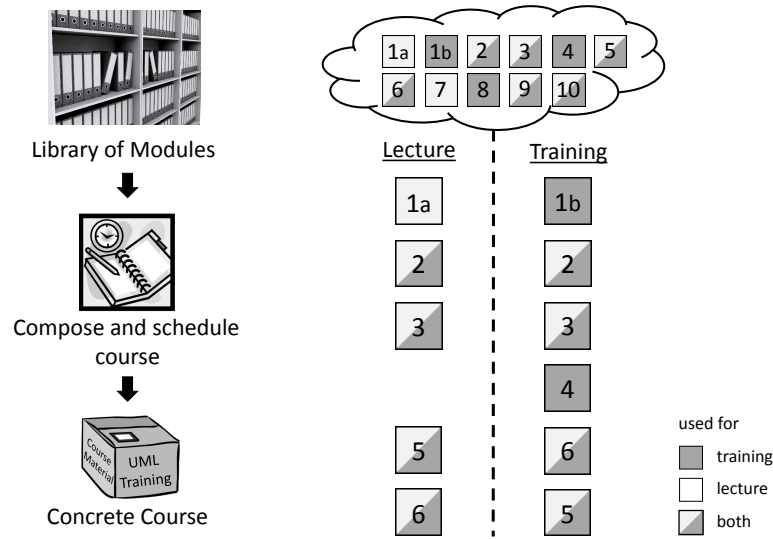 Library of Modules
Compose and schedule
course
Course
Material
UML
Training
Concrete Course
1a 1b 2 3 4 5
6 7 8 9 10
Lecture Training
1a 1b
2 2
3 3
4
5 6
6 5
used for
training
lecture
both